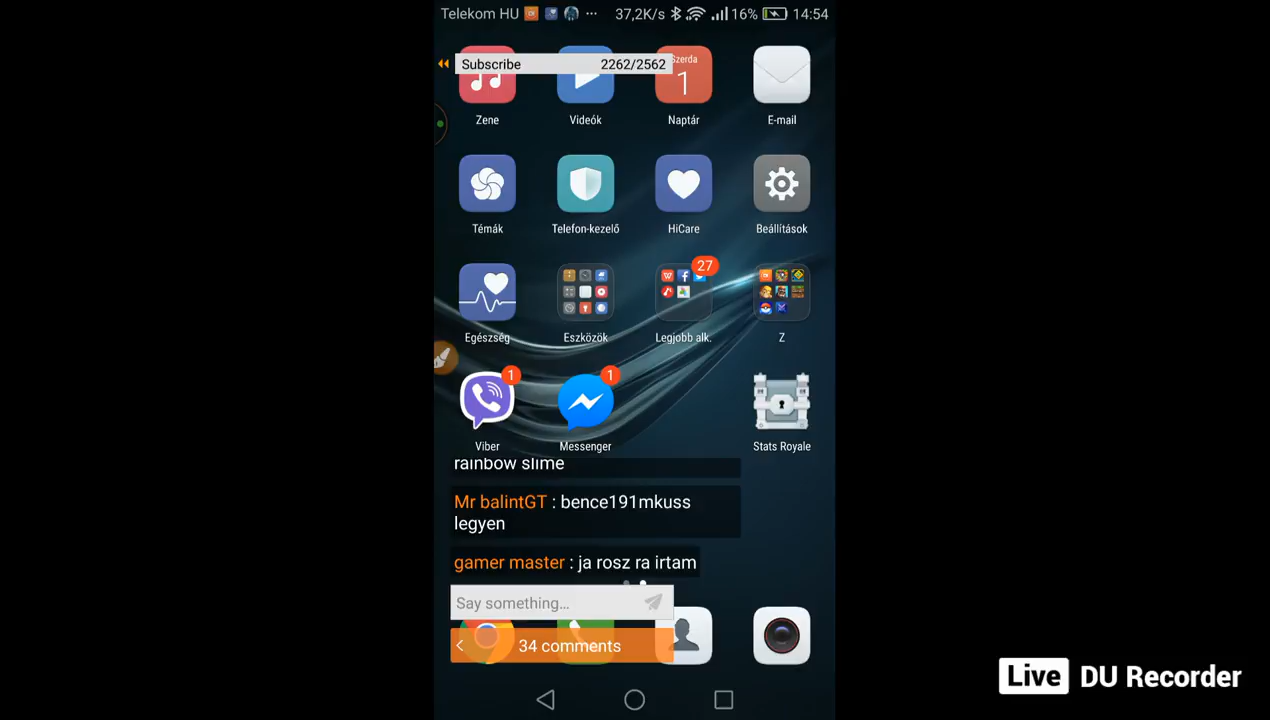 Telekom HU ... 37,2K/s 16% 14:54
Subscribe 2262/2562
Szerda
1
Zene Videók Naptár E-mail
Témák Telefon-kezelő HiCare Beállítások
27
Egészség Eszközök Legjobb alk. Z
1 1
Viber Messenger Stats Royale
rainbow slime
Mr balintGT : bence191mkuss
legyen
gamer master : ja rosz ra irtam
Say something...
34 comments
Live DU Recorder